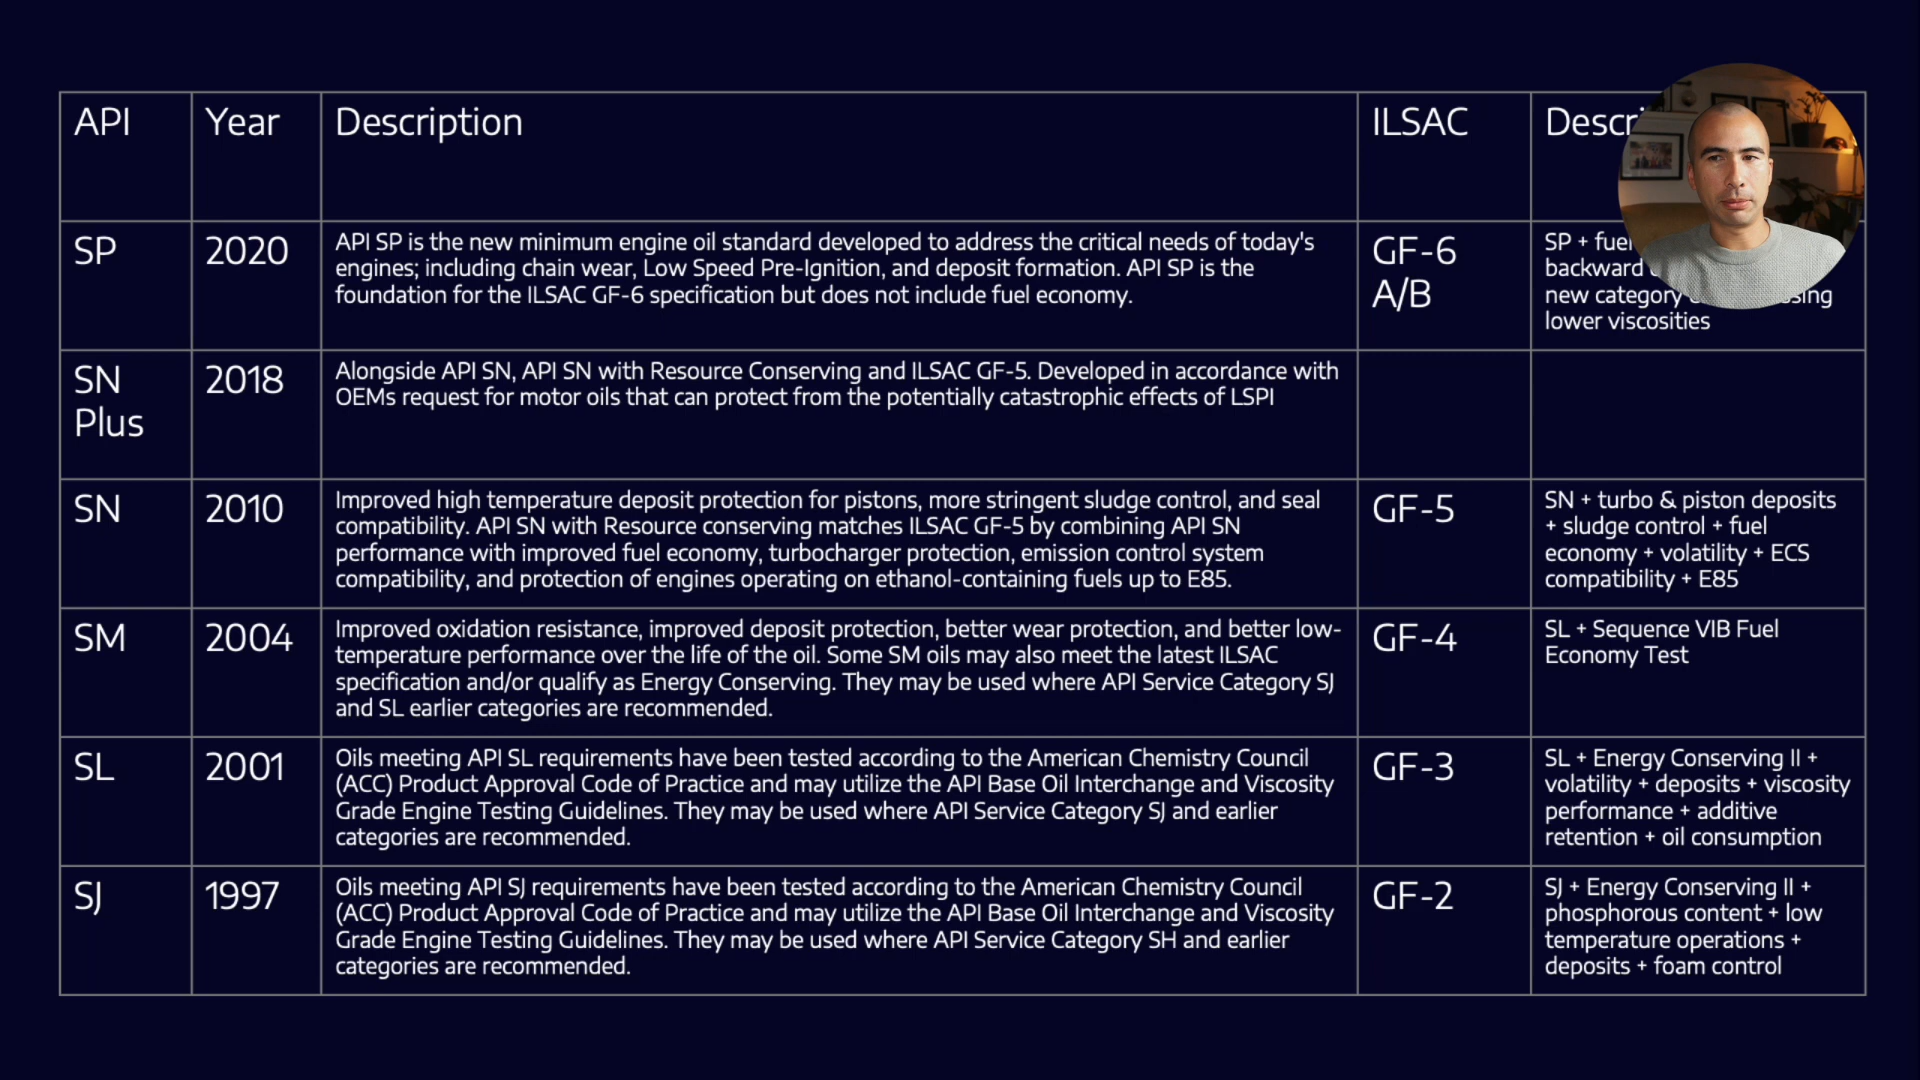 API
Year
Description
ILSAC
SP
2020
API SP is the new minimum engine oil standard developed to address the critical needs of today's
engines; including chain wear, Low Speed Pre-Ignition, and deposit formation. API SP is the
foundation for the ILSAC GF-6 specification but does not include fuel economy.
GF-6
A/B
SP + fuel
backward
new category
lower viscosities
SN
Plus
2018
Alongside API SN, API SN with Resource Conserving and ILSAC GF-5. Developed in accordance with
OEMs request for motor oils that can protect from the potentially catastrophic effects of LSPI
SN
2010
Improved high temperature deposit protection for pistons, more stringent sludge control, and seal
compatibility. API SN with Resource conserving matches ILSAC GF-5 by combining API SN
performance with improved fuel economy, turbocharger protection, emission control system
compatibility, and protection of engines operating on ethanol-containing fuels up to E85.
GF-5
SN + turbo & piston deposits
+ sludge control + fuel
economy + volatility + ECS
compatibility + E85
SM
2004
Improved oxidation resistance, improved deposit protection, better wear protection, and better low-
temperature performance over the life of the oil. Some SM oils may also meet the latest ILSAC
specification and/or qualify as Energy Conserving. They may be used where API Service Category SJ
and SL earlier categories are recommended.
GF-4
SL + Sequence VIB Fuel
Economy Test
SL
2001
Oils meeting API SL requirements have been tested according to the American Chemistry Council
(ACC) Product Approval Code of Practice and may utilize the API Base Oil Interchange and Viscosity
Grade Engine Testing Guidelines. They may be used where API Service Category SJ and earlier
categories are recommended.
GF-3
SL + Energy Conserving II +
volatility + deposits + viscosity
performance + additive
retention + oil consumption
SJ
1997
Oils meeting API SJ requirements have been tested according to the American Chemistry Council
(ACC) Product Approval Code of Practice and may utilize the API Base Oil Interchange and Viscosity
Grade Engine Testing Guidelines. They may be used where API Service Category SH and earlier
categories are recommended.
GF-2
SJ + Energy Conserving II +
phosphorous content + low
temperature operations +
deposits + foam control